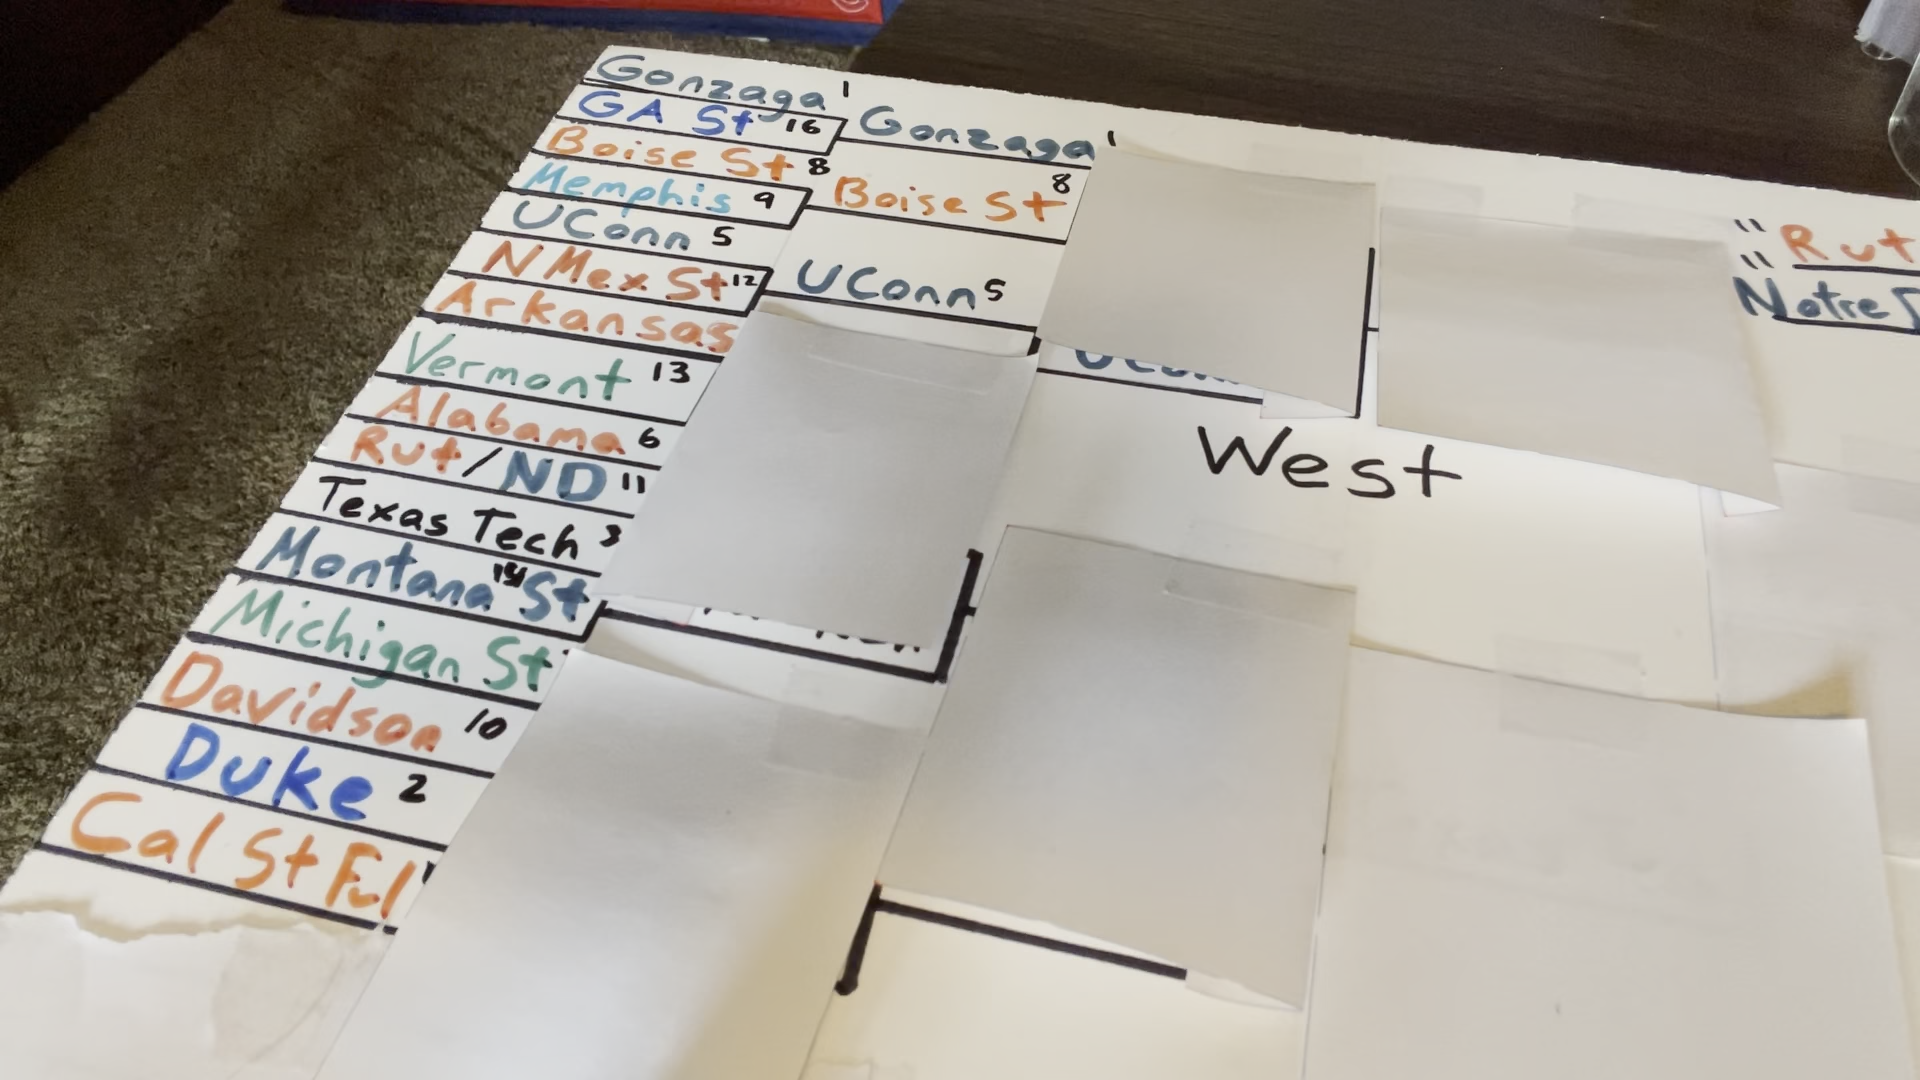 Gonzaga 1
GA St 16
Boise St 8
Memphis 9
UConn 5
N Mex St 12
Arkansas
Vermont 13
Alabama 6
Rut/ND 11
Texas Tech 3
Montana St 14
Michigan St
Davidson 10
Duke 2
Cal St Ful
Gonzaga 1
Boise St 8
UConn 5
West
11 Rut
11 Notre